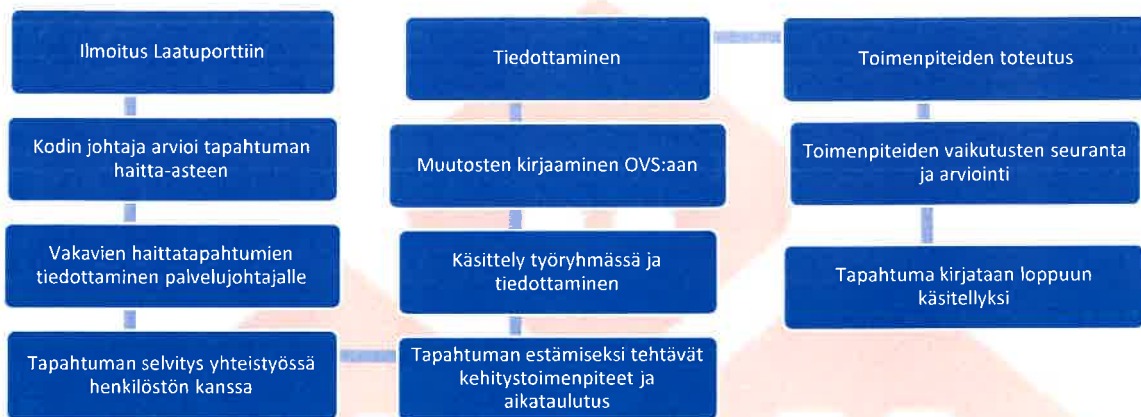 Ilmoitus Laatuporttiin
Kodin johtaja arvioi tapahtuman
haitta-asteen
Vakavien haittatapahtumien
tiedottaminen palvelujohtajalle
Tapahtuman selvitys yhteistyössä
henkilöstön kanssa
Tapahtuman estämiseksi tehtävät
kehitystoimenpiteet ja
aikataulutus
Käsittely työryhmässä ja
tiedottaminen
Muutosten kirjaaminen OVS:aan
Tiedottaminen
Toimenpiteiden toteutus
Toimenpiteiden vaikutusten seuranta
ja arviointi
Tapahtuma kirjataan loppuun
käsitellyksi